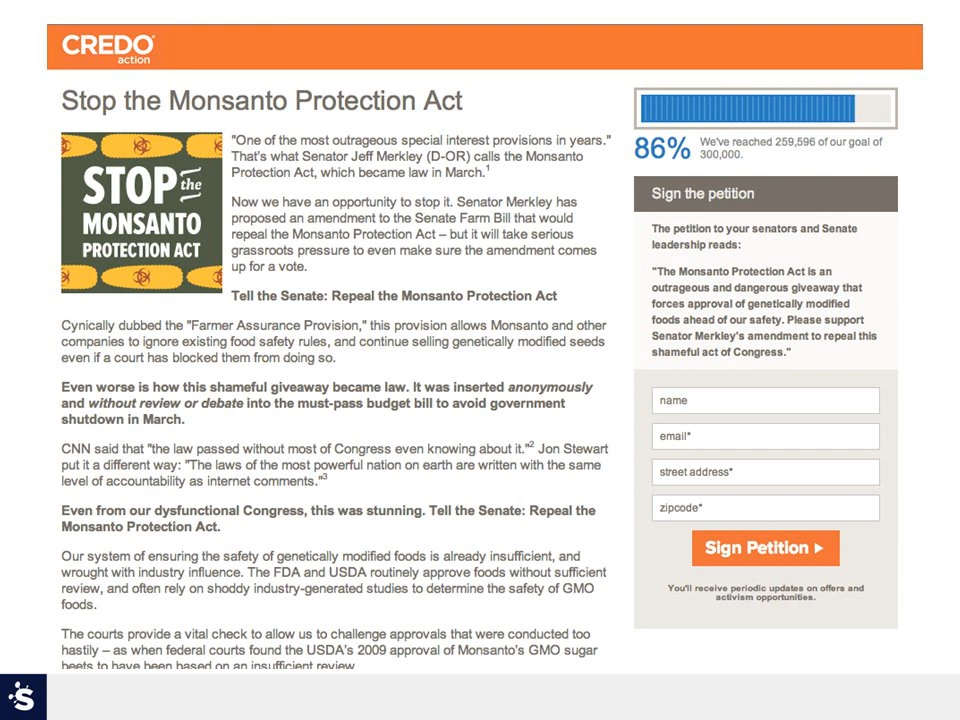 CREDO
action
Stop the Monsanto Protection Act
STOP the
MONSANTO
PROTECTION ACT
"One of the most outrageous special interest provisions in years."
That's what Senator Jeff Merkley (D-OR) calls the Monsanto
Protection Act, which became law in March.1
Now we have an opportunity to stop it. Senator Merkley has
proposed an amendment to the Senate Farm Bill that would
repeal the Monsanto Protection Act – but it will take serious
grassroots pressure to even make sure the amendment comes
up for a vote.
Tell the Senate: Repeal the Monsanto Protection Act
Cynically dubbed the "Farmer Assurance Provision," this provision allows Monsanto and other
companies to ignore existing food safety rules, and continue selling genetically modified seeds
even if a court has blocked them from doing so.
Even worse is how this shameful giveaway became law. It was inserted anonymously
and without review or debate into the must-pass budget bill to avoid government
shutdown in March.
CNN said that "the law passed without most of Congress even knowing about it."2 Jon Stewart
put it a different way: "The laws of the most powerful nation on earth are written with the same
level of accountability as internet comments."3
Even from our dysfunctional Congress, this was stunning. Tell the Senate: Repeal the
Monsanto Protection Act.
Our system of ensuring the safety of genetically modified foods is already insufficient, and
wrought with industry influence. The FDA and USDA routinely approve foods without sufficient
review, and often rely on shoddy industry-generated studies to determine the safety of GMO
foods.
The courts provide a vital check to allow us to challenge approvals that were conducted too
hastily – as when federal courts found the USDA's 2009 approval of Monsanto's GMO sugar
beets to have been based on an insufficient review.
86%
We've reached 259,596 of our goal of
300,000.
Sign the petition
The petition to your senators and Senate
leadership reads:
"The Monsanto Protection Act is an
outrageous and dangerous giveaway that
forces approval of genetically modified
foods ahead of our safety. Please support
Senator Merkley's amendment to repeal this
shameful act of Congress."
name
email*
street address*
zipcode*
Sign Petition
You'll receive periodic updates on offers and
activism opportunities.
S